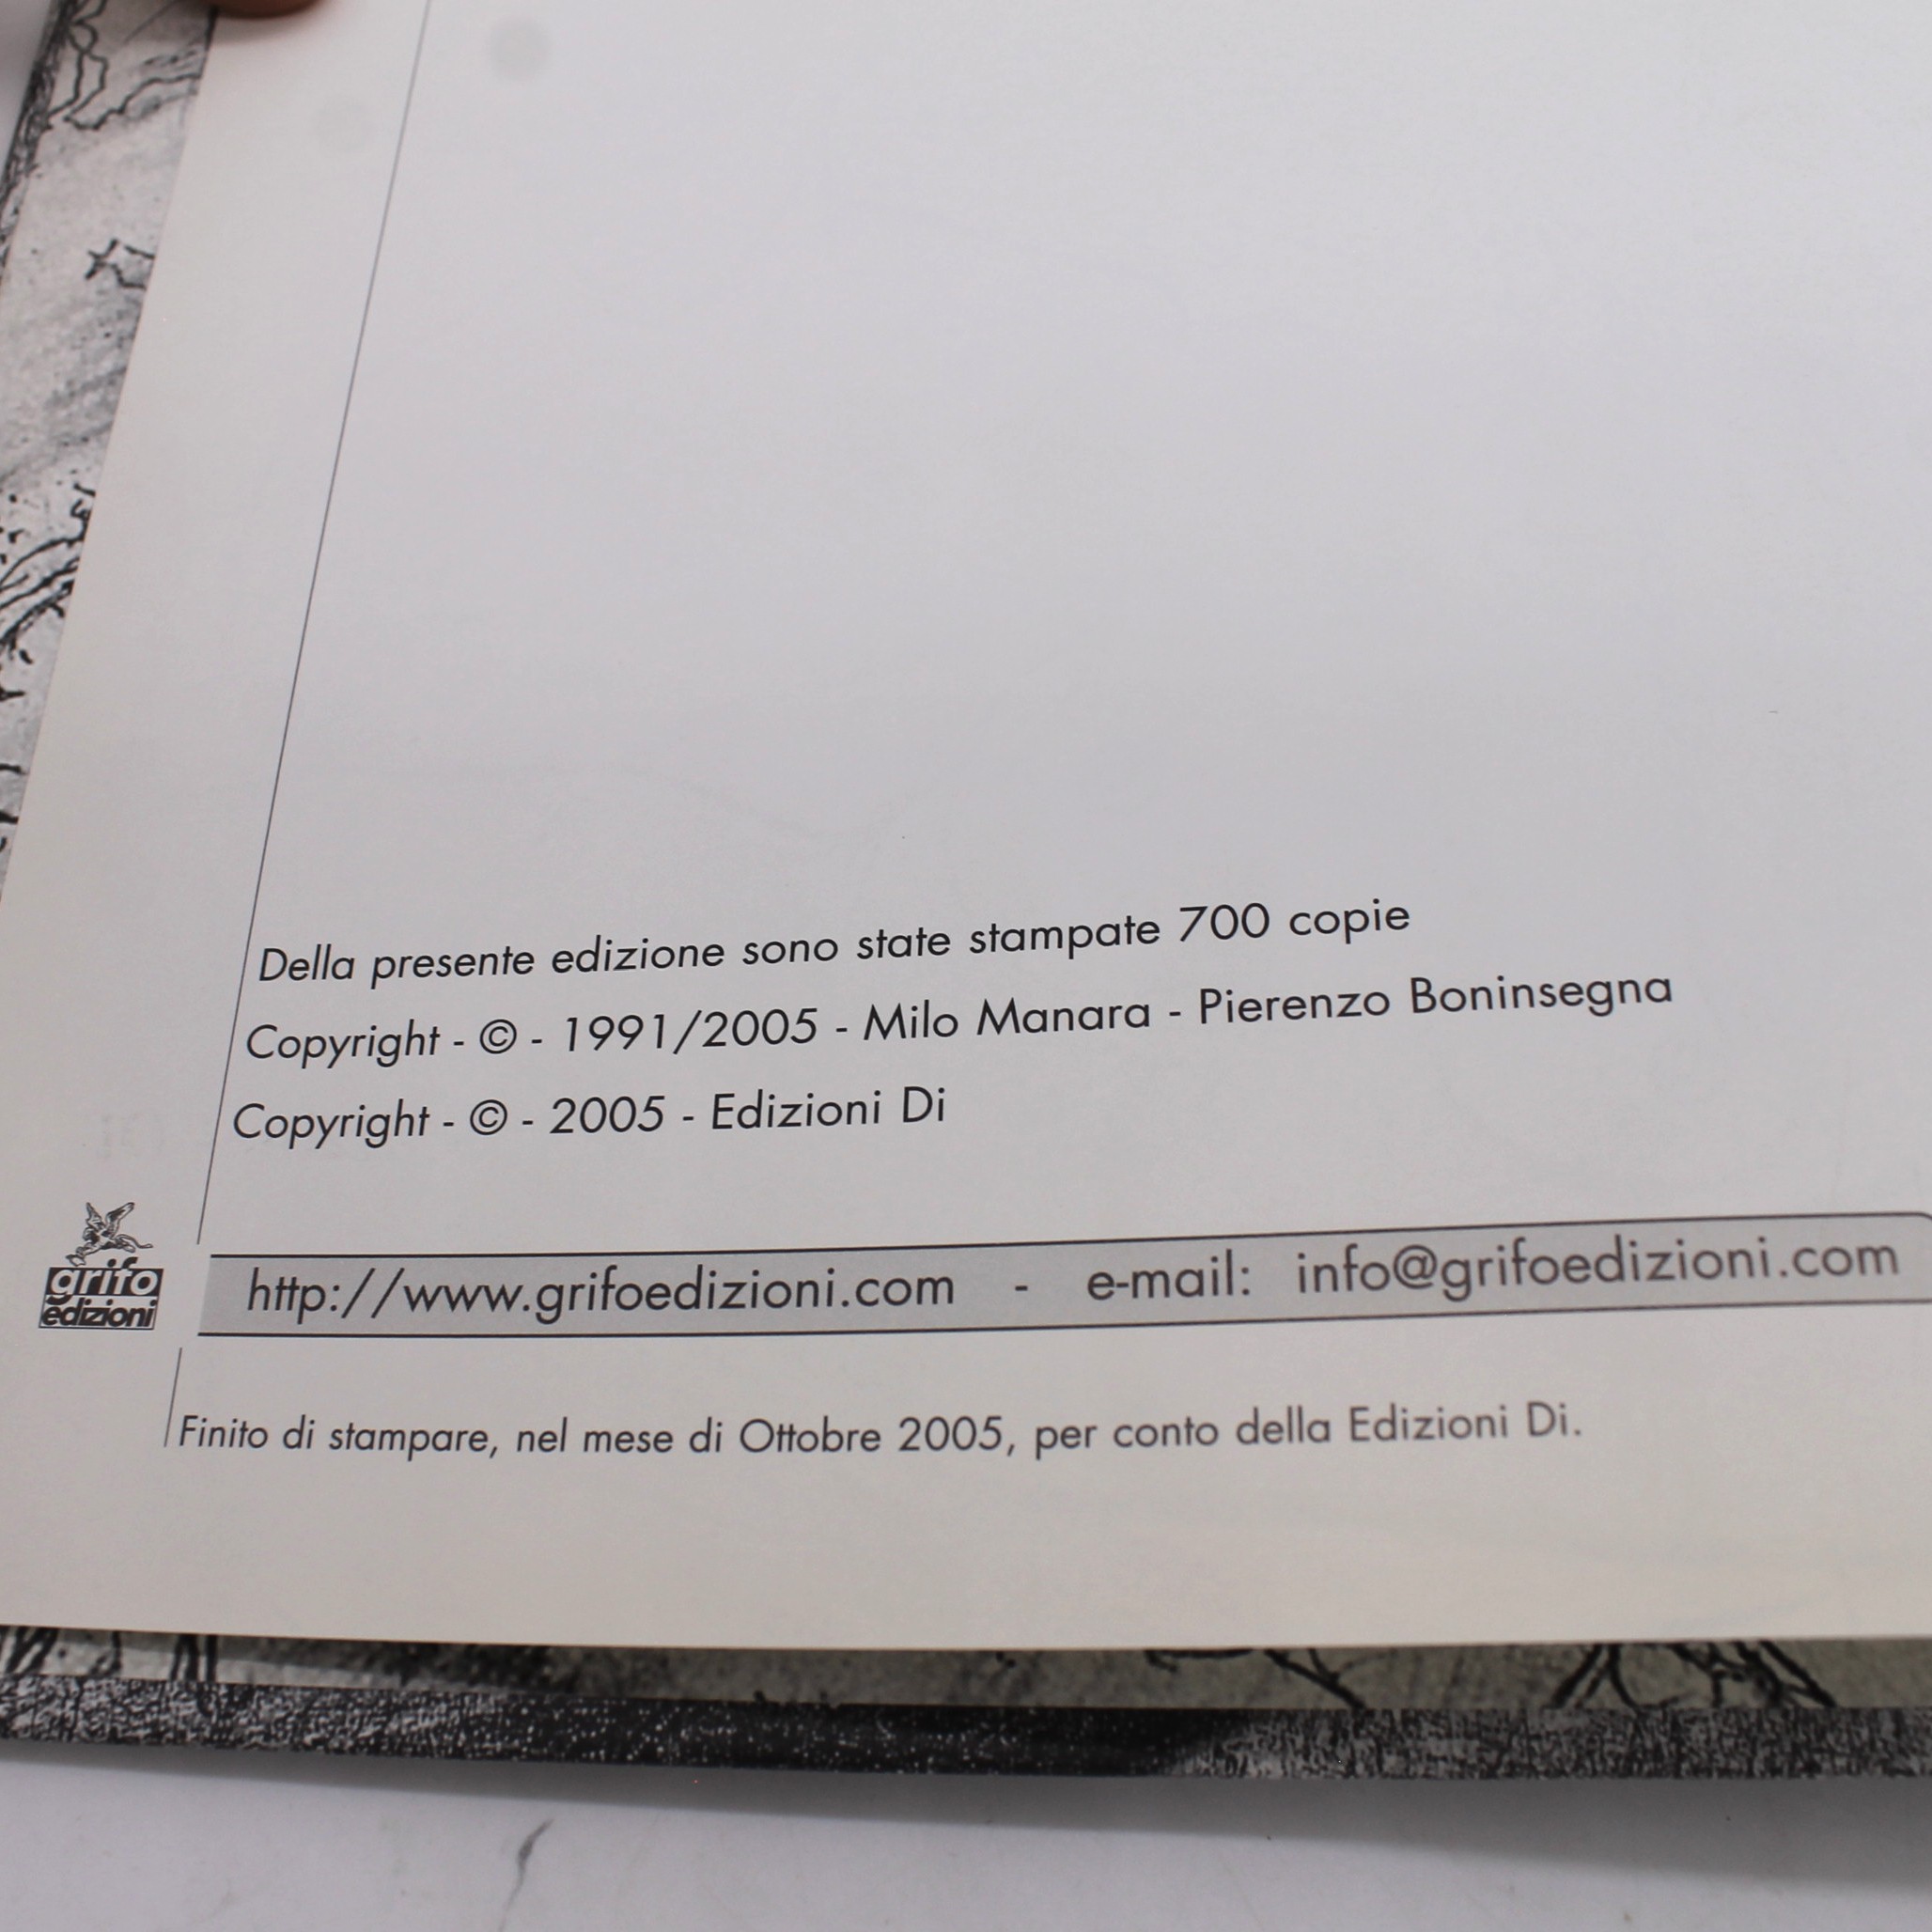 Della presente edizione sono state stampate 700 copie
Copyright - © - 1991/2005 - Milo Manara - Pierenzo Boninsegna
Copyright - © - 2005 - Edizioni Di
grifo
edizioni
http://www.grifoedizioni.com - e-mail: info@grifoedizioni.com
Finito di stampare, nel mese di Ottobre 2005, per conto della Edizioni Di.